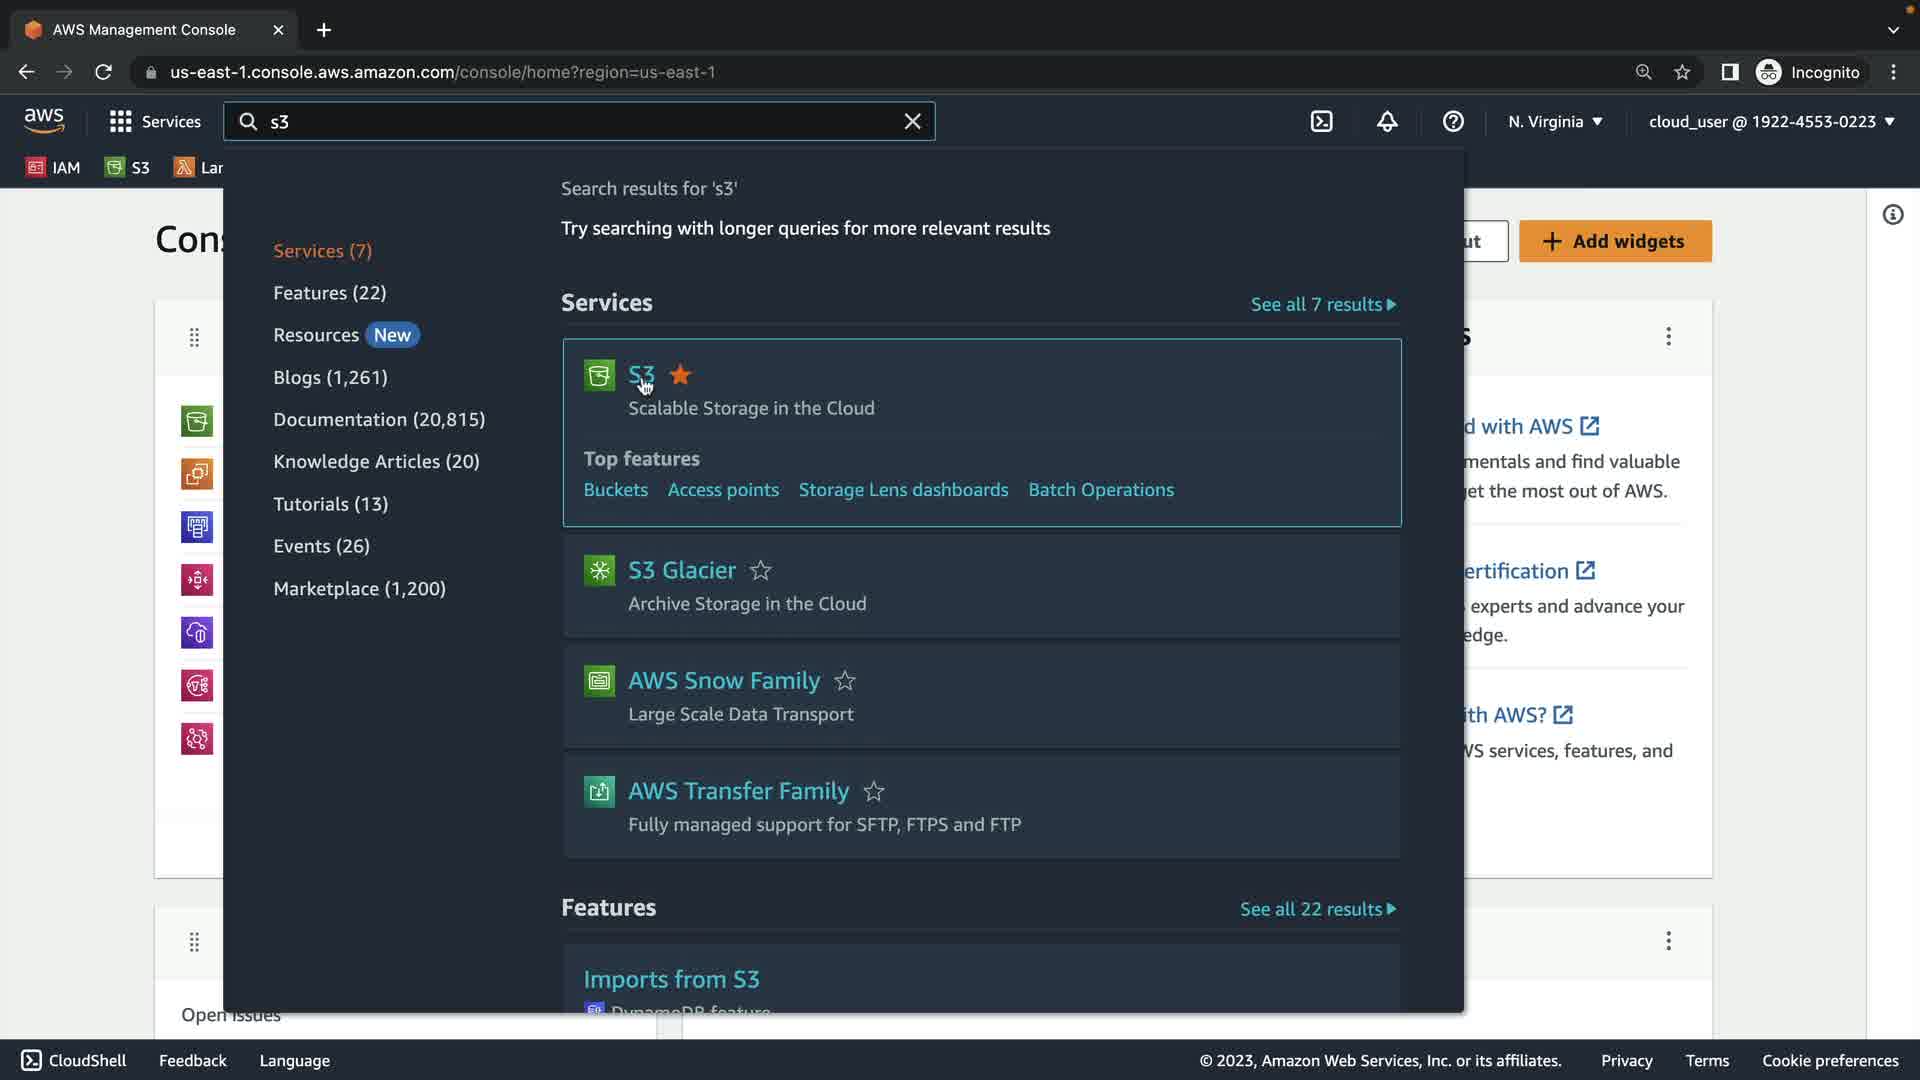 AWS Management Console
us-east-1.console.aws.amazon.com/console/home?region=us-east-1
Incognito
aws
Services
s3
N. Virginia
cloud_user @ 1922-4553-0223
IAM
S3
Search results for 's3'
Try searching with longer queries for more relevant results
Services (7)
Features (22)
Resources New
Blogs (1,261)
Documentation (20,815)
Knowledge Articles (20)
Tutorials (13)
Events (26)
Marketplace (1,200)
Services
See all 7 results
S3
Scalable Storage in the Cloud
Top features
Buckets Access points Storage Lens dashboards Batch Operations
S3 Glacier
Archive Storage in the Cloud
AWS Snow Family
Large Scale Data Transport
AWS Transfer Family
Fully managed support for SFTP, FTPS and FTP
Features
See all 22 results
Imports from S3
DynamoDB feature
Add widgets
d with AWS
mentals and find valuable
get the most out of AWS.
ertification
experts and advance your
edge.
ith AWS?
WS services, features, and
Open issues
CloudShell
Feedback
Language
© 2023, Amazon Web Services, Inc. or its affiliates.
Privacy
Terms
Cookie preferences